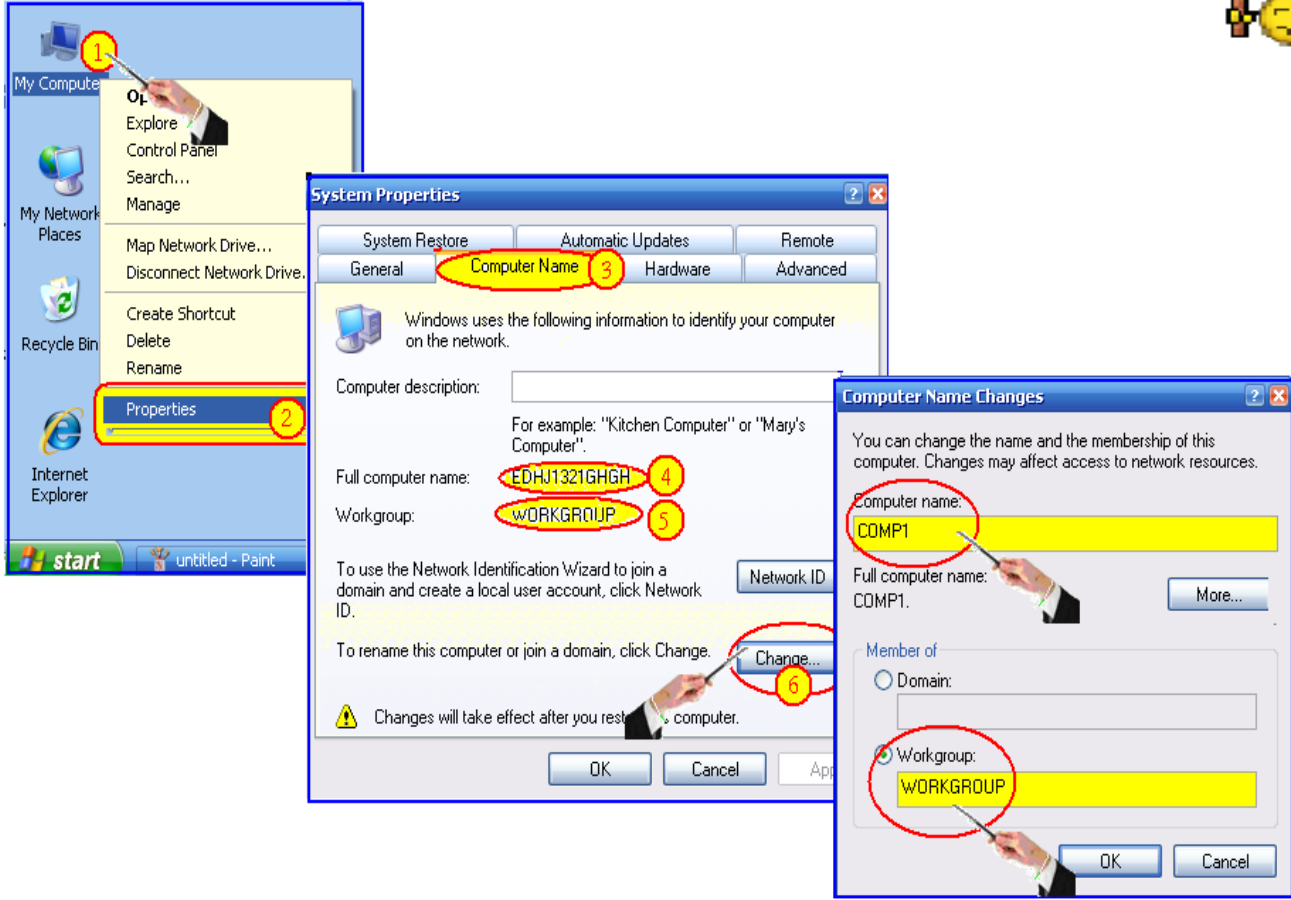 1
My Compute
Explore
Control Panel
Search...
Manage
Map Network Drive...
Disconnect Network Drive.
Create Shortcut
Delete
Rename
Properties
2
My Network
Places
Recycle Bin
Internet
Explorer
start
untitled - Paint
System Properties
System Restore
Automatic Updates
Remote
General
Computer Name
3
Hardware
Advanced
Windows uses the following information to identify your computer
on the network.
Computer description:
For example: "Kitchen Computer" or "Mary's
Computer".
Full computer name:
EDHJ1321GHGH
4
Workgroup:
WORKGROUP
5
To use the Network Identification Wizard to join a
domain and create a local user account, click Network
ID.
Network ID
To rename this computer or join a domain, click Change.
Change...
6
Changes will take effect after you rest computer.
OK
Cancel
App
Computer Name Changes
You can change the name and the membership of this
computer. Changes may affect access to network resources.
Computer name:
COMP1
Full computer name:
COMP1.
More...
Member of
Domain:
Workgroup:
WORKGROUP
OK
Cancel